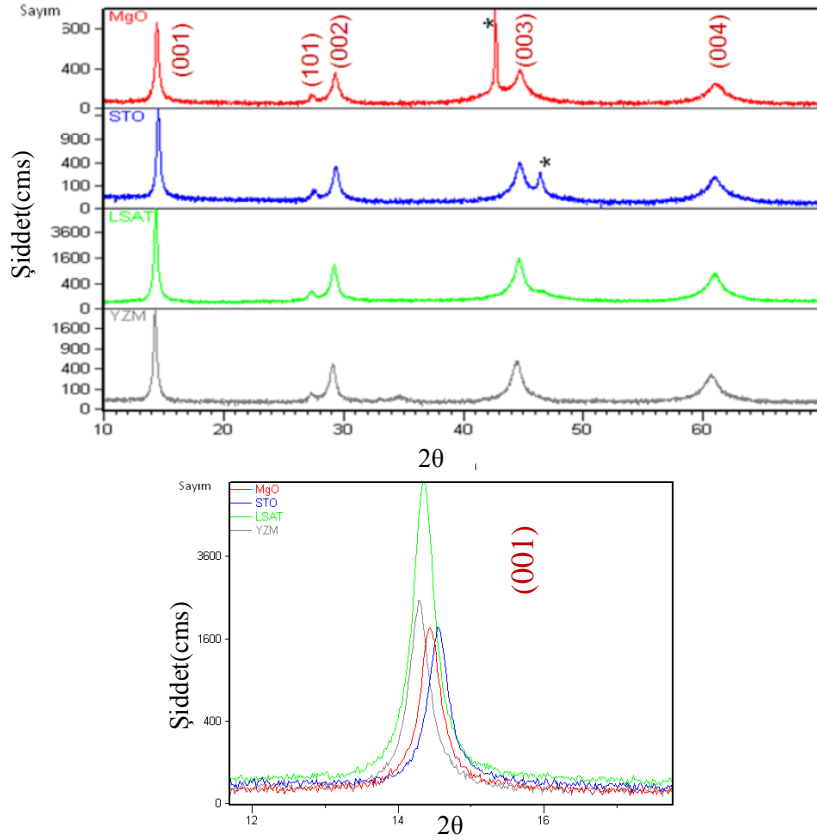 Sayım
MgO
600
400
0
*
(001)
(101)
(002)
(003)
(004)
STO
900
400
100
0
*
LSAT
3600
1600
400
0
YZM
1600
900
400
100
0
Şiddet(cms)
10 20 30 40 50 60
2θ
Sayım
MgO
STO
LSAT
YZM
(001)
3600
1600
400
0
Şiddet(cms)
12 14 16
2θ